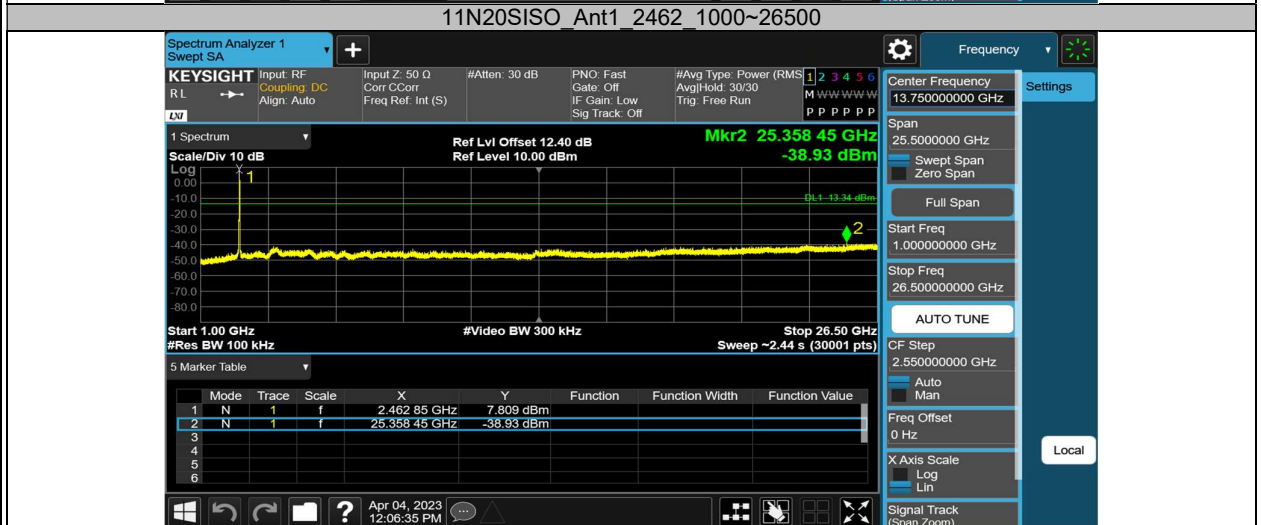 11N20SISO_Ant1_2462_1000~26500
Spectrum Analyzer 1
Swept SA
+
Frequency
KEYSIGHT
RL
LXI
Input: RF
Coupling: DC
Align: Auto
Input Z: 50 Ω
Corr CCorr
Freq Ref: Int (S)
#Atten: 30 dB
PNO: Fast
Gate: Off
IF Gain: Low
Sig Track: Off
#Avg Type: Power (RMS
Avg|Hold: 30/30
Trig: Free Run
1 2 3 4 5 6
M W W W W W
P P P P P P
1 Spectrum
Scale/Div 10 dB
Ref Lvl Offset 12.40 dB
Ref Level 10.00 dBm
Mkr2 25.358 45 GHz
-38.93 dBm
Log
1
0.00
-10.0
DL1 -13.34 dBm
-20.0
-30.0
2
-40.0
-50.0
-60.0
-70.0
-80.0
Start 1.00 GHz
#Video BW 300 kHz
Stop 26.50 GHz
#Res BW 100 kHz
Sweep ~2.44 s (30001 pts)
5 Marker Table
Mode Trace Scale X Y Function Function Width Function Value
1 N 1 f 2.462 85 GHz 7.809 dBm
2 N 1 f 25.358 45 GHz -38.93 dBm
3
4
5
6
?
Apr 04, 2023
12:06:35 PM
Center Frequency
13.750000000 GHz
Span
25.5000000 GHz
Swept Span
Zero Span
Full Span
Start Freq
1.000000000 GHz
Stop Freq
26.500000000 GHz
AUTO TUNE
CF Step
2.550000000 GHz
Auto
Man
Freq Offset
0 Hz
X Axis Scale
Log
Lin
Signal Track
(Span Zoom)
Settings
Local